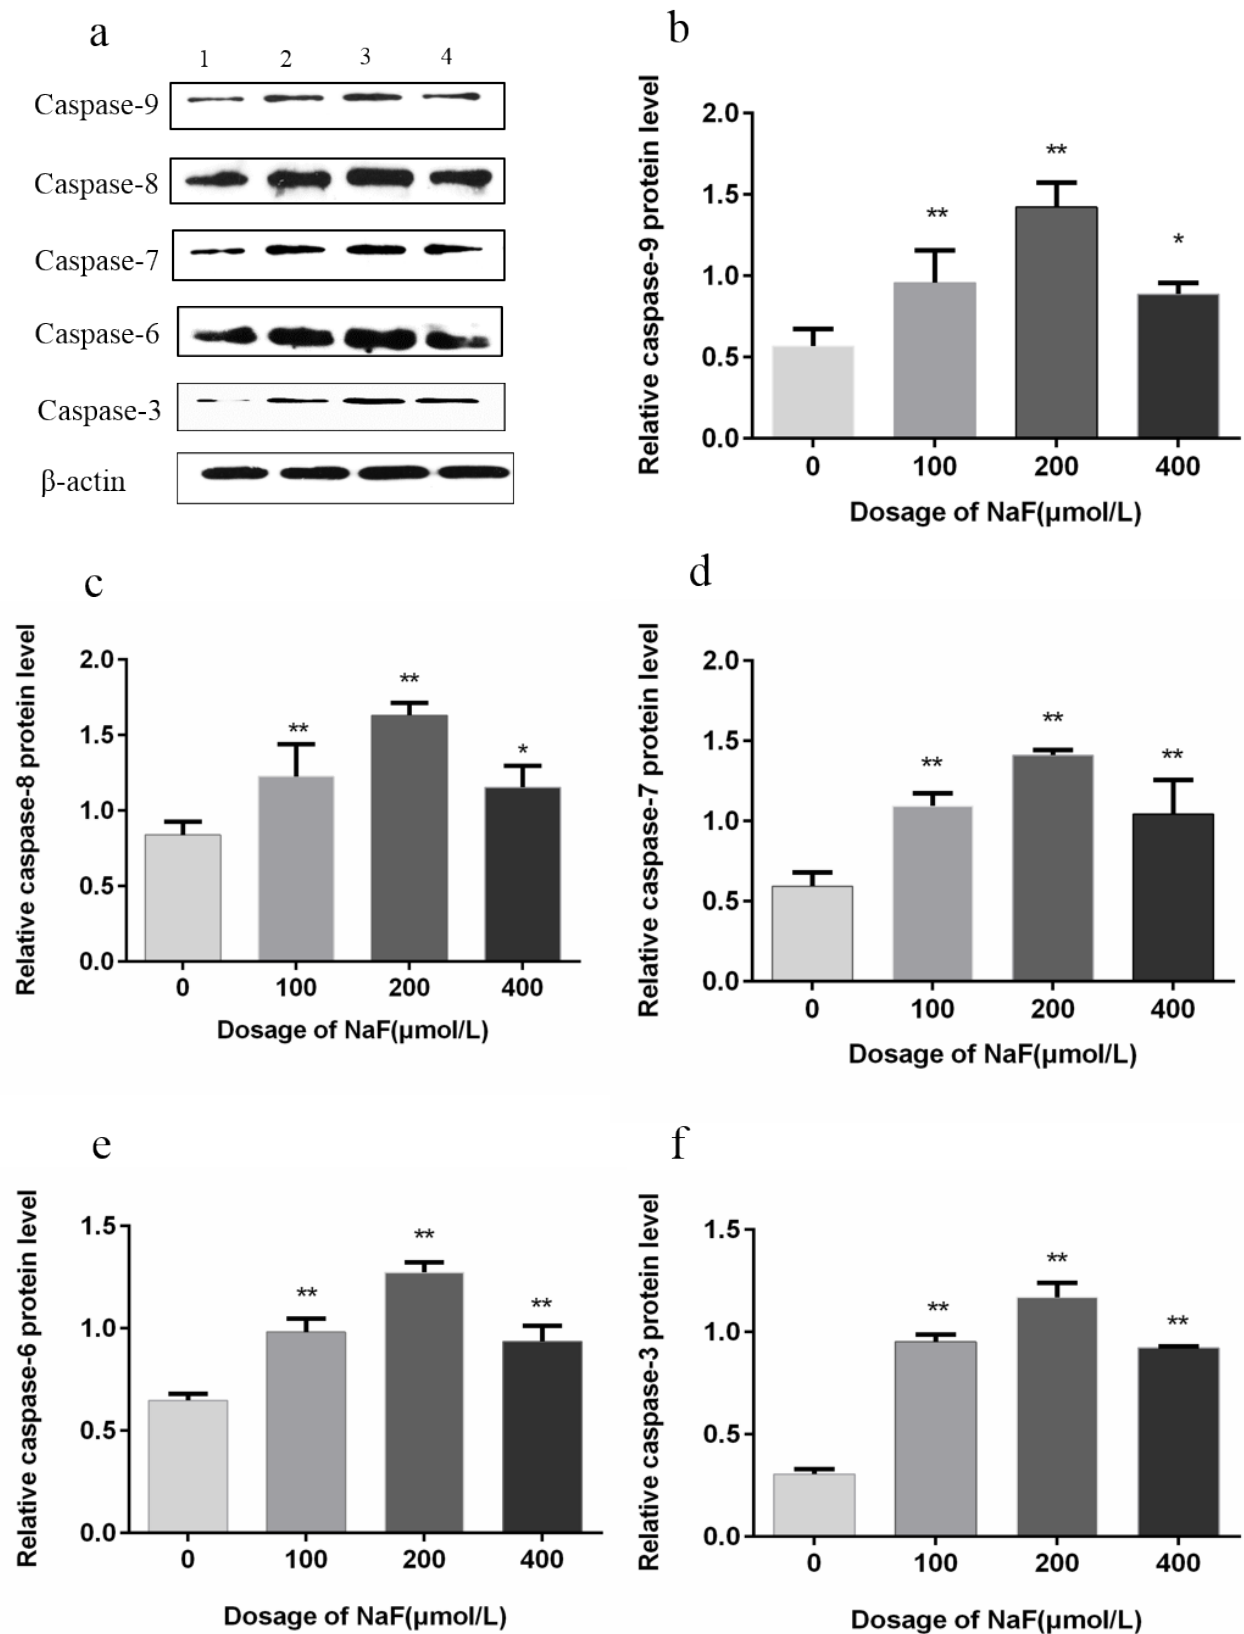 a
1 2 3 4
Caspase-9
Caspase-8
Caspase-7
Caspase-6
Caspase-3
β-actin
b
Relative caspase-9 protein level
2.0
1.5
1.0
0.5
0.0
**
**
*
0 100 200 400
Dosage of NaF(μmol/L)
c
Relative caspase-8 protein level
2.0
1.5
1.0
0.5
0.0
**
**
*
0 100 200 400
Dosage of NaF(μmol/L)
d
Relative caspase-7 protein level
2.0
1.5
1.0
0.5
0.0
**
**
**
0 100 200 400
Dosage of NaF(μmol/L)
e
Relative caspase-6 protein level
1.5
1.0
0.5
0.0
**
**
**
0 100 200 400
Dosage of NaF(μmol/L)
f
Relative caspase-3 protein level
1.5
1.0
0.5
0.0
**
**
**
0 100 200 400
Dosage of NaF(μmol/L)